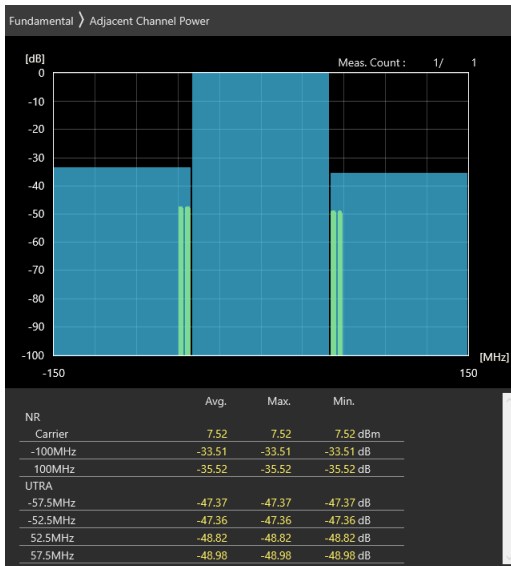 Fundamental 〉 Adjacent Channel Power
[dB]
Meas. Count : 1/ 1
0
-10
-20
-30
-40
-50
-60
-70
-80
-90
-100
[MHz]
-150 150
Avg. Max. Min.
NR
Carrier 7.52 7.52 7.52 dBm
-100MHz -33.51 -33.51 -33.51 dB
100MHz -35.52 -35.52 -35.52 dB
UTRA
-57.5MHz -47.37 -47.37 -47.37 dB
-52.5MHz -47.36 -47.36 -47.36 dB
52.5MHz -48.82 -48.82 -48.82 dB
57.5MHz -48.98 -48.98 -48.98 dB